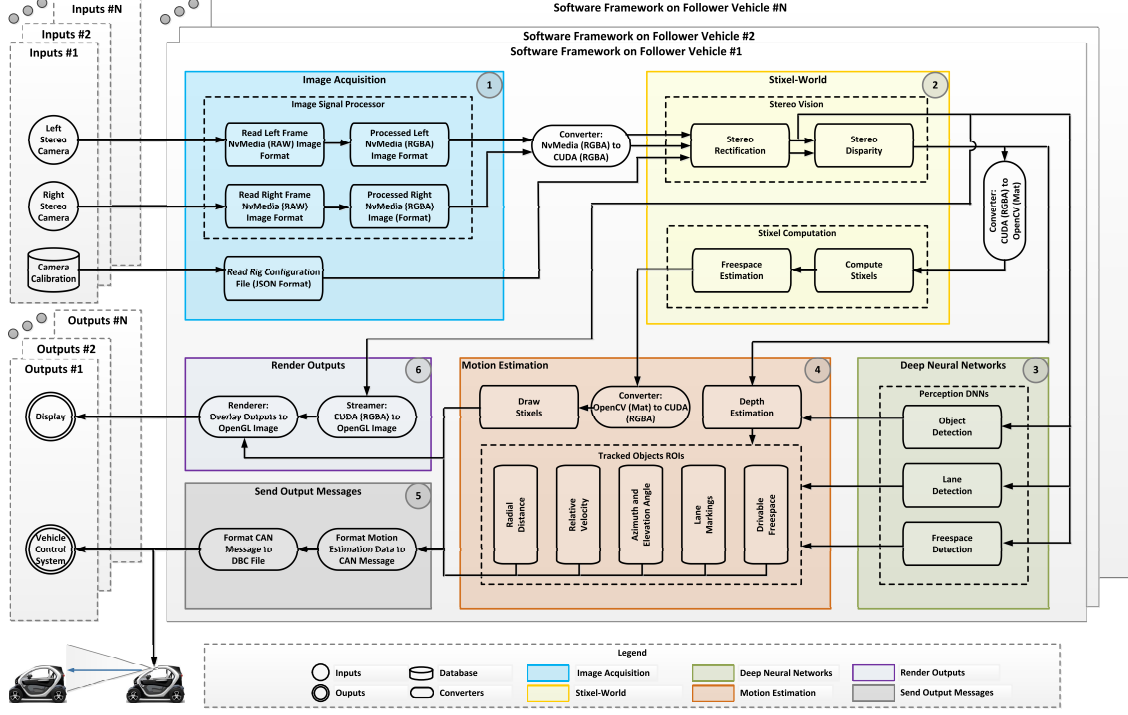 Inputs #N
Inputs #2
Inputs #1
Left
Stereo
Camera
Right
Stereo
Camera
Camera
Calibration
Software Framework on Follower Vehicle #N
Software Framework on Follower Vehicle #2
Software Framework on Follower Vehicle #1
Image Acquisition
1
Image Signal Processor
Read Left Frame
NvMedia (RAW) Image
Format
Processed Left
NvMedia (RGBA)
Image Format
Read Right Frame
NvMedia (RAW)
Image Format
Processed Right
NvMedia (RGBA)
Image (Format)
Read Rig Configuration
File (JSON Format)
Converter:
NvMedia (RGBA) to
CUDA (RGBA)
Stixel-World
2
Stereo Vision
Stereo
Rectification
Stereo
Disparity
Converter:
CUDA (RGBA) to
OpenCV (Mat)
Stixel Computation
Freespace
Estimation
Compute
Stixels
Outputs #N
Outputs #2
Outputs #1
Display
Vehicle
Control
System
Render Outputs
6
Renderer:
Overlay Outputs to
OpenGL Image
Streamer:
CUDA (RGBA) to
OpenGL Image
Send Output Messages
5
Format CAN
Message to
DBC File
Format Motion
Estimation Data to
CAN Message
Motion Estimation
4
Draw
Stixels
Converter:
OpenCV (Mat) to CUDA
(RGBA)
Depth
Estimation
Tracked Objects ROIs
Radial
Distance
Relative
Velocity
Azimuth and
Elevation Angle
Lane
Markings
Drivable
Freespace
Deep Neural Networks
3
Perception DNNs
Object
Detection
Lane
Detection
Freespace
Detection
Legend
Inputs
Database
Image Acquisition
Deep Neural Networks
Render Outputs
Ouputs
Converters
Stixel-World
Motion Estimation
Send Output Messages